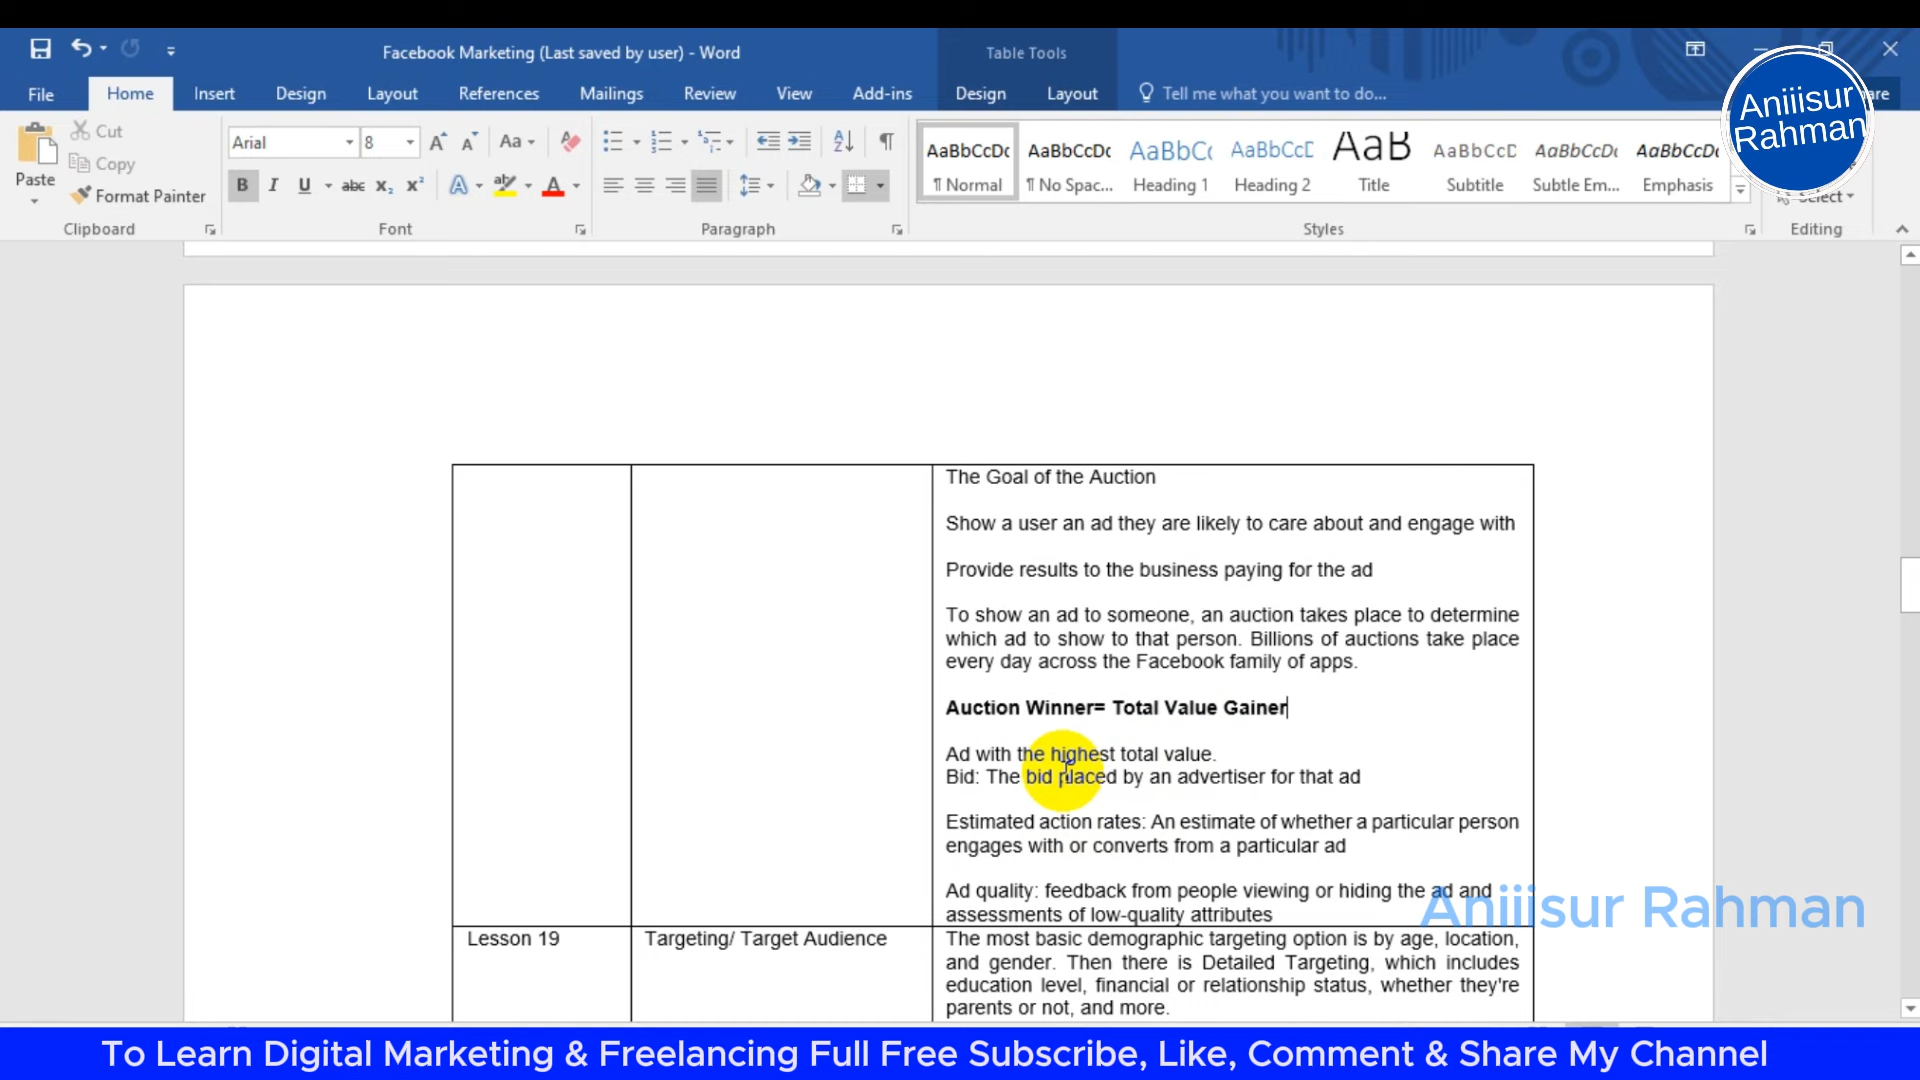 Facebook Marketing (Last saved by user) - Word
Table Tools
File
Home
Insert
Design
Layout
References
Mailings
Review
View
Add-ins
Design
Layout
Tell me what you want to do...
Aniiisur
Rahman
Paste
Cut
Copy
Format Painter
Clipboard
Arial
8
Font
Paragraph
AaBbCcDc
¶ Normal
AaBbCcDc
¶ No Spac...
AaBbC
Heading 1
AaBbCcD
Heading 2
AaB
Title
AaBbCcD
Subtitle
AaBbCcDc
Subtle Em...
AaBbCcDc
Emphasis
Styles
Select
Editing
The Goal of the Auction
Show a user an ad they are likely to care about and engage with
Provide results to the business paying for the ad
To show an ad to someone, an auction takes place to determine
which ad to show to that person. Billions of auctions take place
every day across the Facebook family of apps.
Auction Winner= Total Value Gainer
Ad with the highest total value.
Bid: The bid placed by an advertiser for that ad
Estimated action rates: An estimate of whether a particular person
engages with or converts from a particular ad
Ad quality: feedback from people viewing or hiding the ad and
assessments of low-quality attributes
Aniiisur Rahman
Lesson 19
Targeting/ Target Audience
The most basic demographic targeting option is by age, location,
and gender. Then there is Detailed Targeting, which includes
education level, financial or relationship status, whether they're
parents or not, and more.
To Learn Digital Marketing & Freelancing Full Free Subscribe, Like, Comment & Share My Channel